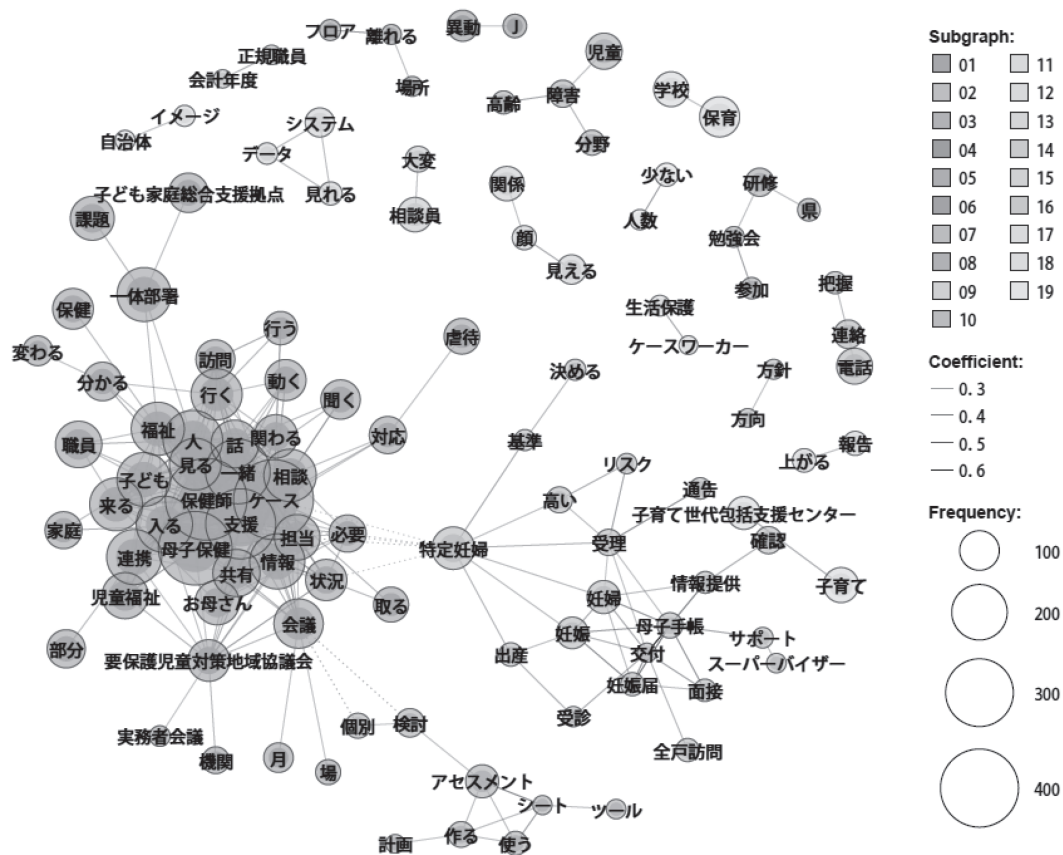 フロア
離れる
異動
J
正規職員
会計年度
場所
児童
障害
高齢
分野
学校
保育
イメージ
自治体
システム
データ
見れる
大変
相談員
関係
顔
見える
少ない
人数
研修
県
勉強会
参加
子ども家庭総合支援拠点
課題
一体部署
保健
変わる
分かる
訪問
行う
行く
動く
聞く
虐待
対応
生活保護
ケースワーカー
把握
連絡
電話
決める
方針
方向
基準
報告
上がる
職員
福祉
人
話
関わる
見る
一緒
相談
子ども
保健師
ケース
来る
入る
支援
家庭
母子保健
担当
必要
連携
共有
情報
状況
取る
児童福祉
お母さん
会議
部分
要保護児童対策地域協議会
実務者会議
機関
月
場
個別
検討
特定妊婦
リスク
高い
通告
子育て世代包括支援センター
受理
確認
情報提供
子育て
妊婦
妊娠
母子手帳
サポート
スーパーバイザー
出産
交付
妊娠届
面接
受診
全戸訪問
アセスメント
シート
ツール
計画
作る
使う
Subgraph:
01 11
02 12
03 13
04 14
05 15
06 16
07 17
08 18
09 19
10
Coefficient:
0.3
0.4
0.5
0.6
Frequency:
100
200
300
400